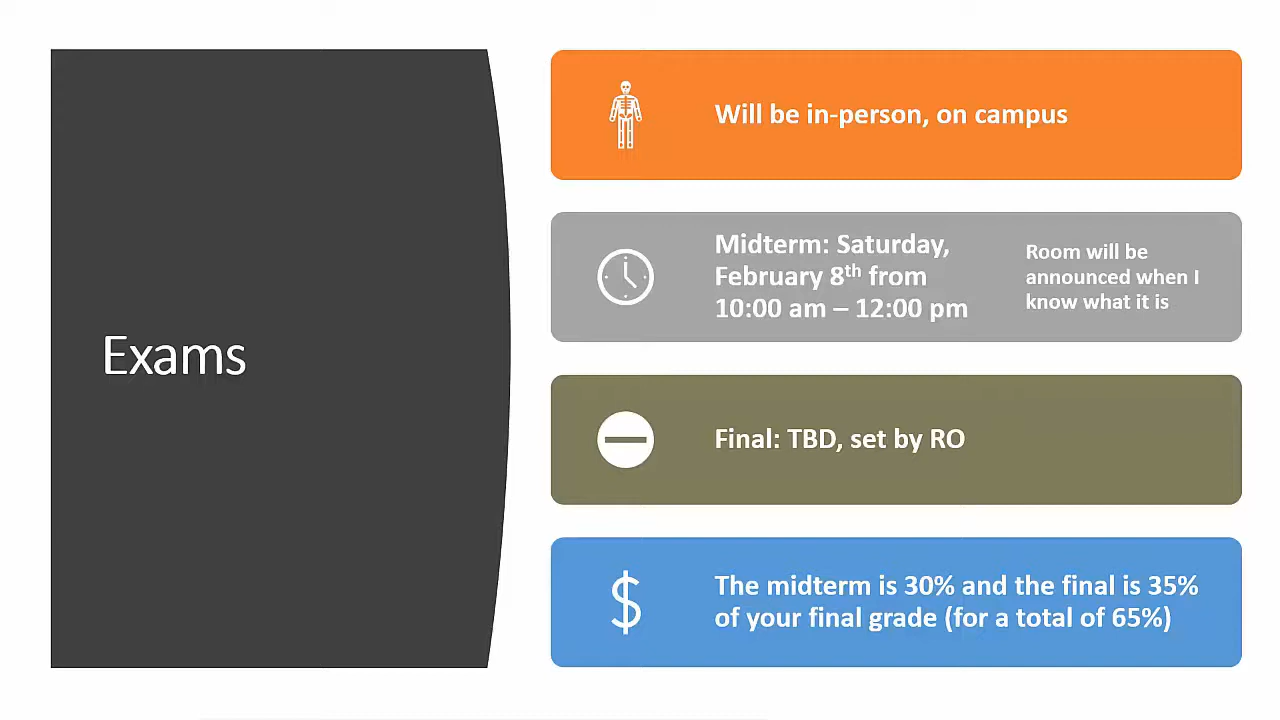 Exams
Will be in-person, on campus
Midterm: Saturday,
February 8th from
10:00 am – 12:00 pm
Room will be
announced when I
know what it is
Final: TBD, set by RO
The midterm is 30% and the final is 35%
of your final grade (for a total of 65%)